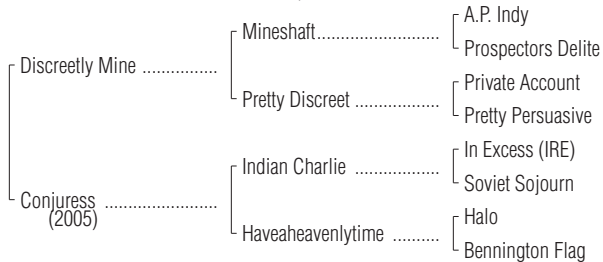 A.P. Indy
Mineshaft..............................
Prospectors Delite
Discreetly Mine ................
Private Account
Pretty Discreet ....................
Pretty Persuasive
In Excess (IRE)
Indian Charlie ....................
Soviet Sojourn
Conjuress ........................
(2005)
Halo
Haveaheavenlytime ..........
Bennington Flag